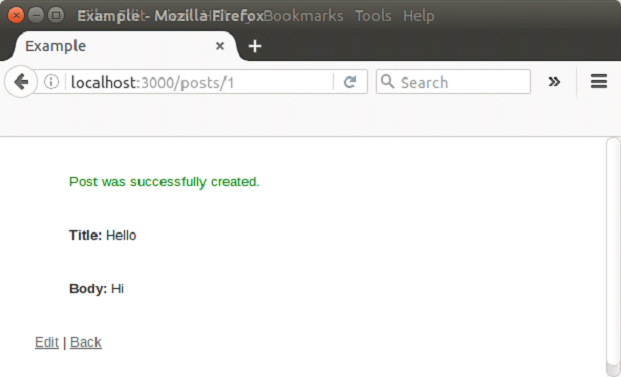 Example - Mozilla Firefox Bookmarks Tools Help
Example
localhost:3000/posts/1
Search
Post was successfully created.
Title: Hello
Body: Hi
Edit | Back